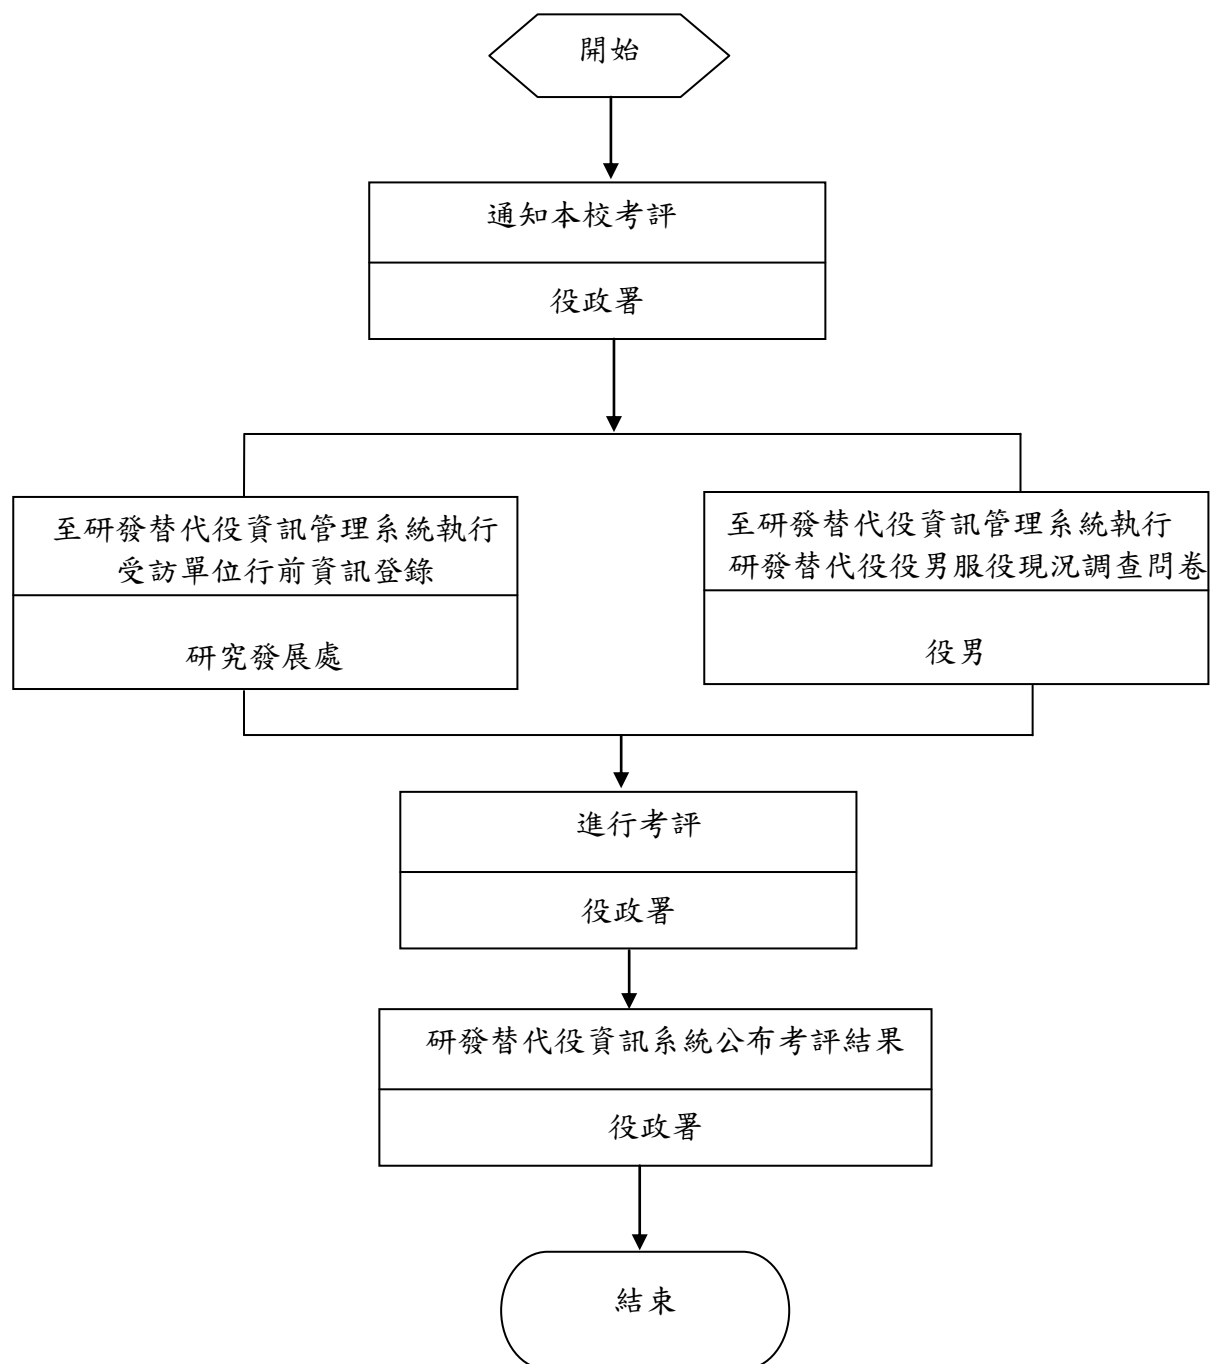 開始
通知本校考評
役政署
至研發替代役資訊管理系統執行
受訪單位行前資訊登錄
研究發展處
至研發替代役資訊管理系統執行
研發替代役役男服役現況調查問卷
役男
進行考評
役政署
研發替代役資訊系統公布考評結果
役政署
結束